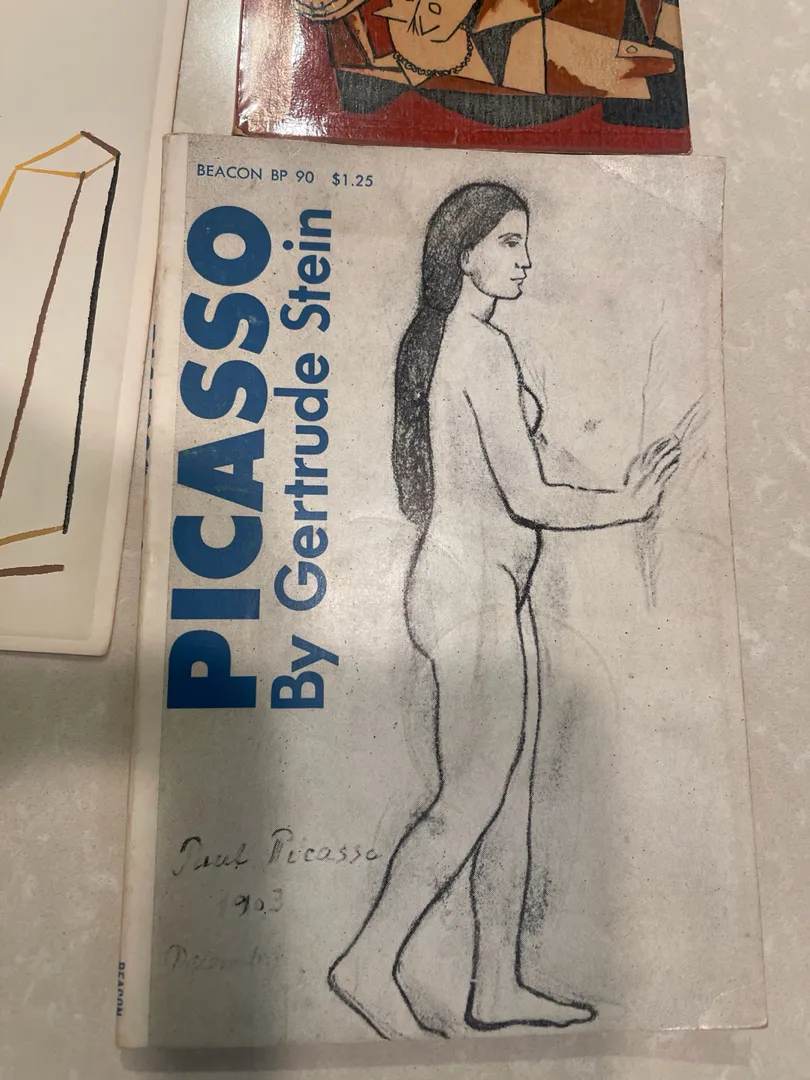 BEACON BP 90 $1.25
PICASSO
By Gertrude Stein
Paul Picasso
1903
BEACON